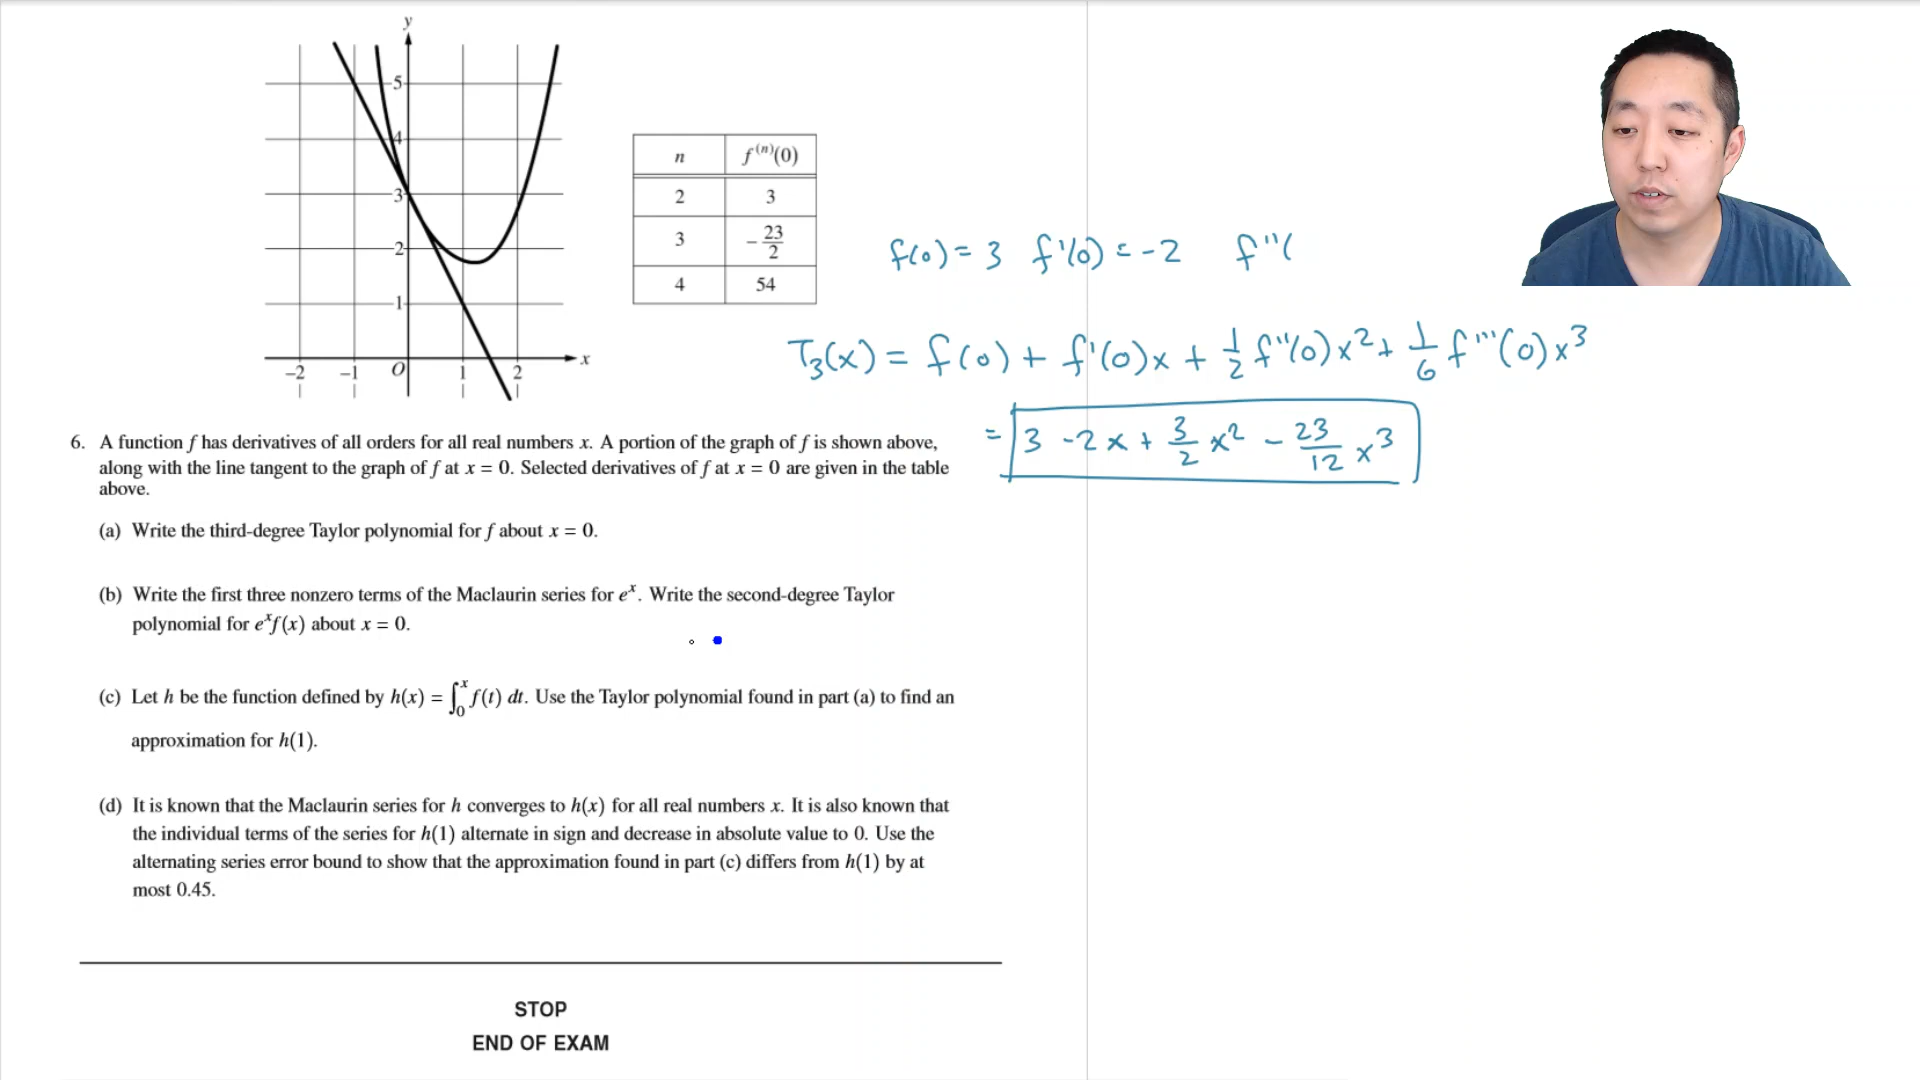 y
5
4
3
2
1
-2 -1 O 1 2 x
n f^(n)(0)
2 3
3 -23/2
4 54
f(0) = 3 f'(0) = -2 f''(
T₃(x) = f(0) + f'(0)x + 1/2 f''(0)x² + 1/6 f'''(0)x³
= 3 - 2x + 3/2 x² - 23/12 x³
6. A function f has derivatives of all orders for all real numbers x. A portion of the graph of f is shown above,
along with the line tangent to the graph of f at x = 0. Selected derivatives of f at x = 0 are given in the table
above.
(a) Write the third-degree Taylor polynomial for f about x = 0.
(b) Write the first three nonzero terms of the Maclaurin series for e^x. Write the second-degree Taylor
polynomial for e^x f(x) about x = 0.
(c) Let h be the function defined by h(x) = ∫₀^x f(t) dt. Use the Taylor polynomial found in part (a) to find an
approximation for h(1).
(d) It is known that the Maclaurin series for h converges to h(x) for all real numbers x. It is also known that
the individual terms of the series for h(1) alternate in sign and decrease in absolute value to 0. Use the
alternating series error bound to show that the approximation found in part (c) differs from h(1) by at
most 0.45.
STOP
END OF EXAM